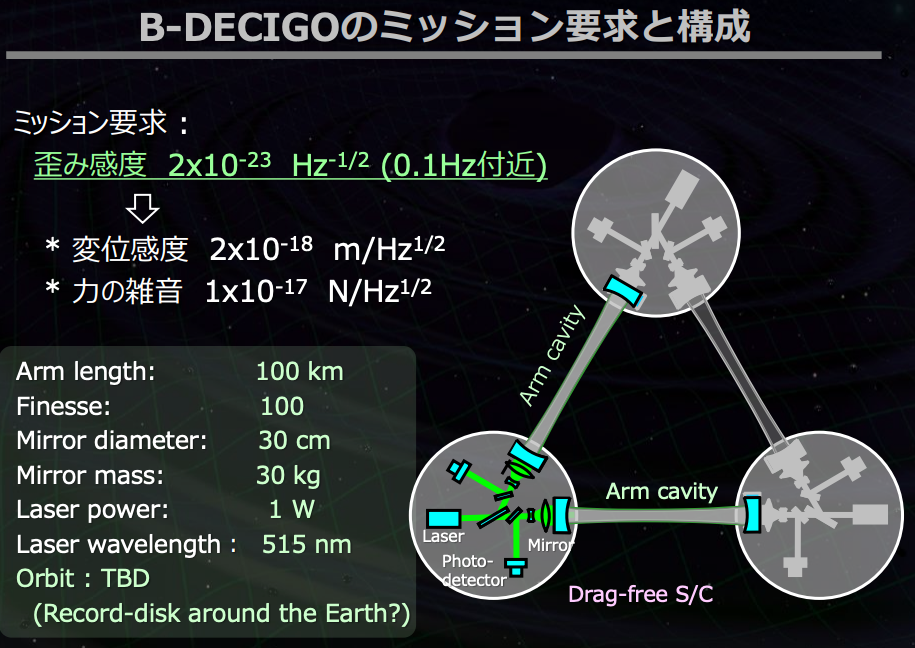 B-DECIGOのミッション要求と構成
ミッション要求：
歪み感度 2x10-23 Hz-1/2 (0.1Hz付近)
* 変位感度 2x10-18 m/Hz1/2
* 力の雑音 1x10-17 N/Hz1/2
Arm length: 100 km
Finesse: 100
Mirror diameter: 30 cm
Mirror mass: 30 kg
Laser power: 1 W
Laser wavelength : 515 nm
Orbit : TBD
(Record-disk around the Earth?)
Arm cavity
Arm cavity
Laser
Mirror
Photo-
detector
Drag-free S/C